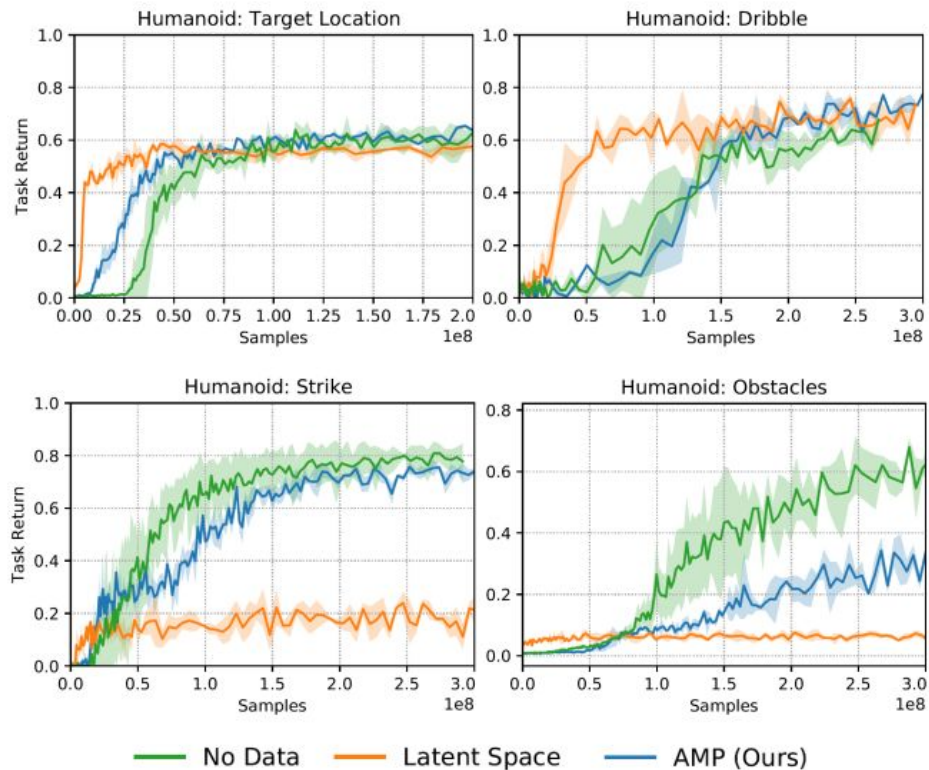 Humanoid: Target Location
1.0
0.8
0.6
0.4
0.2
0.0
Task Return
0.00 0.25 0.50 0.75 1.00 1.25 1.50 1.75 2.00
Samples
1e8
Humanoid: Dribble
1.0
0.8
0.6
0.4
0.2
0.0
0.0 0.5 1.0 1.5 2.0 2.5 3.0
Samples
1e8
Humanoid: Strike
1.0
0.8
0.6
0.4
0.2
0.0
Task Return
0.0 0.5 1.0 1.5 2.0 2.5 3.0
Samples
1e8
Humanoid: Obstacles
0.8
0.6
0.4
0.2
0.0
0.0 0.5 1.0 1.5 2.0 2.5 3.0
Samples
1e8
No Data Latent Space AMP (Ours)